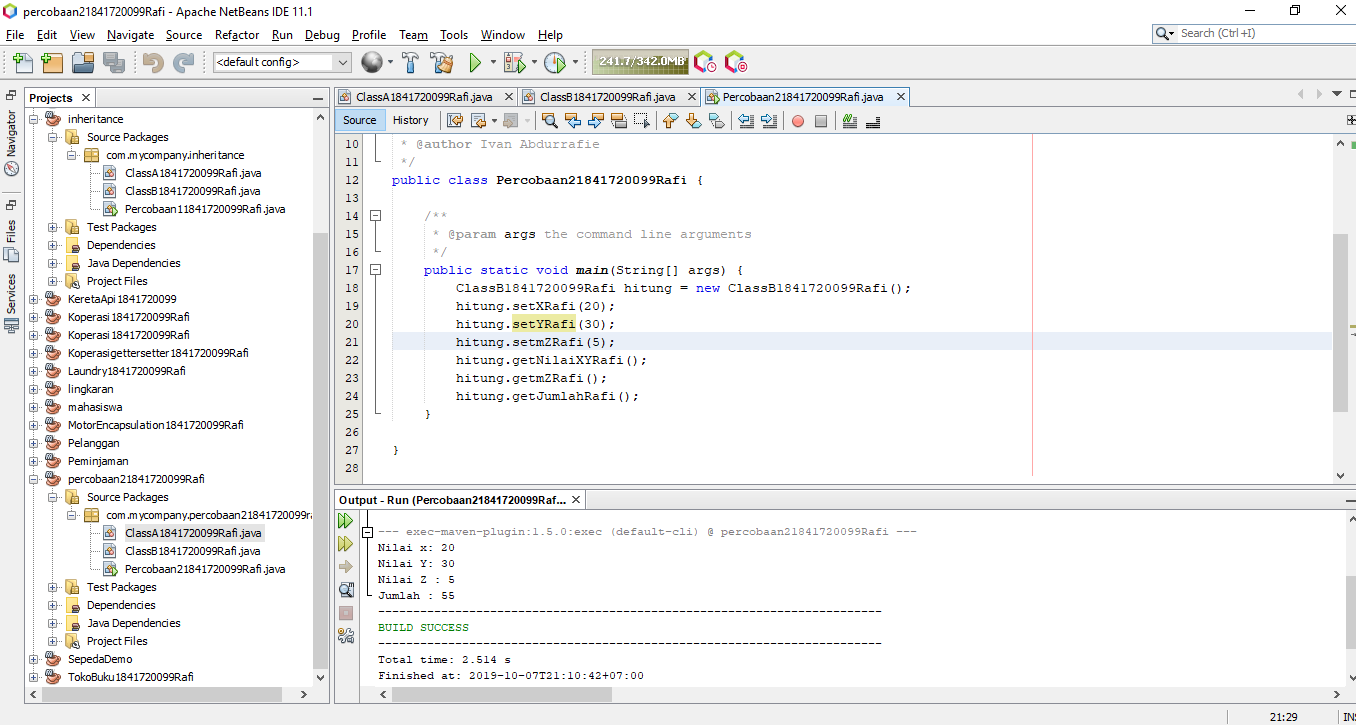 percobaan21841720099Rafi - Apache NetBeans IDE 11.1
File Edit View Navigate Source Refactor Run Debug Profile Team Tools Window Help
Search (Ctrl+I)
<default config>
241.7/342.0MB
Projects
Navigator
Files
Services
inheritance
Source Packages
com.mycompany.inheritance
ClassA1841720099Rafi.java
ClassB1841720099Rafi.java
Percobaan11841720099Rafi.java
Test Packages
Dependencies
Java Dependencies
Project Files
KeretaApi1841720099
Koperasi1841720099Rafi
Koperasi1841720099Rafi
Koperasigettersetter1841720099Rafi
Laundry1841720099Rafi
lingkaran
mahasiswa
MotorEncapsulation1841720099Rafi
Pelanggan
Peminjaman
percobaan21841720099Rafi
Source Packages
com.mycompany.percobaan21841720099ra
ClassA1841720099Rafi.java
ClassB1841720099Rafi.java
Percobaan21841720099Rafi.java
Test Packages
Dependencies
Java Dependencies
Project Files
SepedaDemo
TokoBuku1841720099Rafi
ClassA1841720099Rafi.java ClassB1841720099Rafi.java Percobaan21841720099Rafi.java
Source History
10 * @author Ivan Abdurrafie
11 */
12 public class Percobaan21841720099Rafi {
13
14 /**
15 * @param args the command line arguments
16 */
17 public static void main(String[] args) {
18 ClassB1841720099Rafi hitung = new ClassB1841720099Rafi();
19 hitung.setXRafi(20);
20 hitung.setYRafi(30);
21 hitung.setmZRafi(5);
22 hitung.getNilaiXYRafi();
23 hitung.getmZRafi();
24 hitung.getJumlahRafi();
25 }
26
27 }
28
Output - Run (Percobaan21841720099Raf...
--- exec-maven-plugin:1.5.0:exec (default-cli) @ percobaan21841720099Rafi ---
Nilai x: 20
Nilai Y: 30
Nilai Z : 5
Jumlah : 55
------------------------------------------------------------------------
BUILD SUCCESS
------------------------------------------------------------------------
Total time: 2.514 s
Finished at: 2019-10-07T21:10:42+07:00
21:29 INS